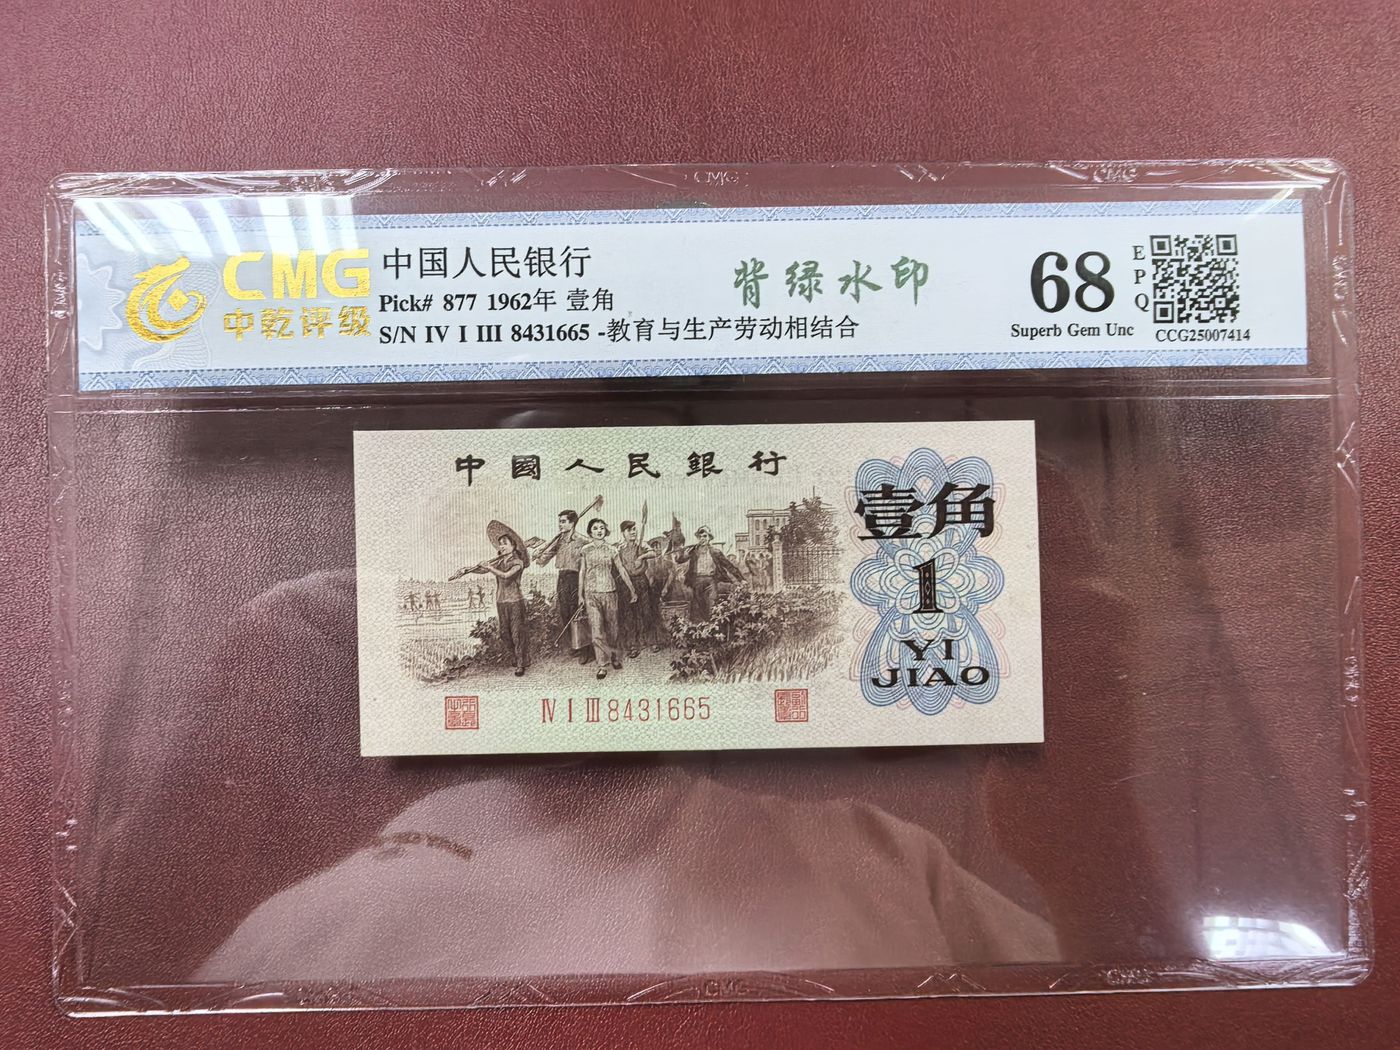 CMG
中乾评级
中国人民银行
Pick# 877 1962年 壹角
S/N IV I III 8431665 -教育与生产劳动相结合
背绿水印
68
EPQ
Superb Gem Unc
CCG25007414
中國人民銀行
壹角
1
YI
JIAO
Ⅳ Ⅰ Ⅲ 8431665